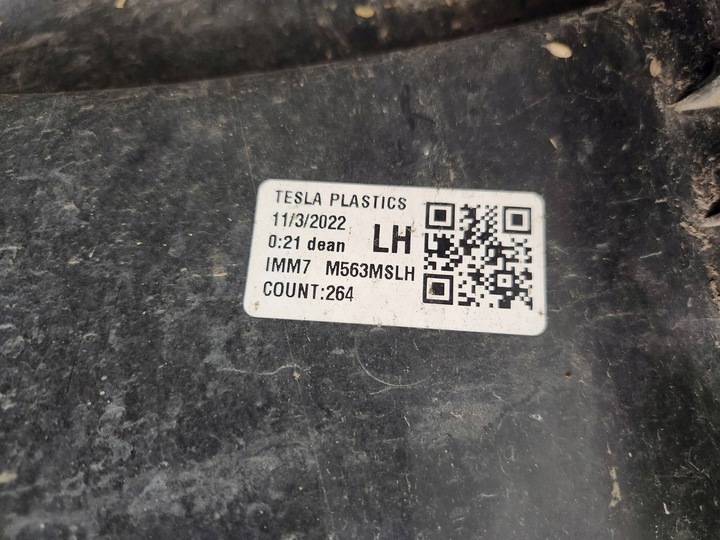 TESLA PLASTICS
11/3/2022
0:21 dean LH
IMM7 M563MSLH
COUNT:264